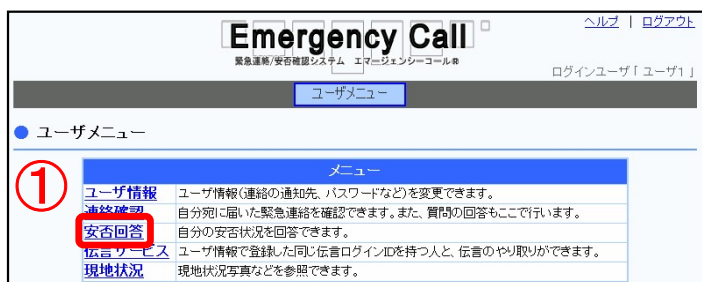 ヘルプ | ログアウト
Emergency Call
緊急連絡/安否確認システム エマージェンシーコール®
ログインユーザ「 ユーザ1 」
ユーザメニュー
● ユーザメニュー
メニュー
①
ユーザ情報 ユーザ情報(連絡の通知先、パスワードなど)を変更できます。
連絡確認 自分宛に届いた緊急連絡を確認できます。また、質問の回答もここで行います。
安否回答 自分の安否状況を回答できます。
伝言サービス ユーザ情報で登録した同じ伝言ログインIDを持つ人と、伝言のやり取りができます。
現地状況 現地状況写真などを参照できます。